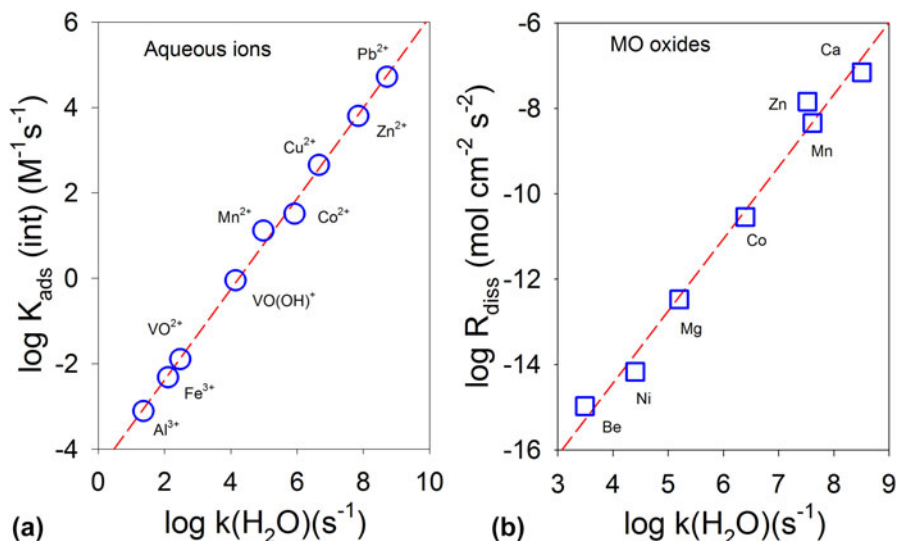 Aqueous ions
Pb²⁺
Zn²⁺
Cu²⁺
Co²⁺
Mn²⁺
VO(OH)⁺
VO²⁺
Fe³⁺
Al³⁺
6
4
2
0
-2
-4
0 2 4 6 8 10
log K_ads (int) (M⁻¹s⁻¹)
log k(H₂O)(s⁻¹)
(a)
MO oxides
Ca
Zn
Mn
Co
Mg
Ni
Be
-6
-8
-10
-12
-14
-16
3 4 5 6 7 8 9
log R_diss (mol cm⁻² s⁻²)
log k(H₂O)(s⁻¹)
(b)